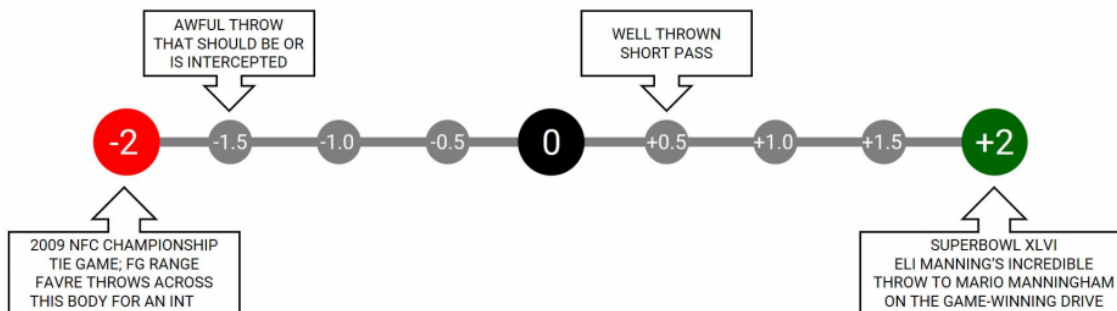 AWFUL THROW
THAT SHOULD BE OR
IS INTERCEPTED
WELL THROWN
SHORT PASS
-2 -1.5 -1.0 -0.5 0 +0.5 +1.0 +1.5 +2
2009 NFC CHAMPIONSHIP
TIE GAME; FG RANGE
FAVRE THROWS ACROSS
THIS BODY FOR AN INT
SUPERBOWL XLVI
ELI MANNING'S INCREDIBLE
THROW TO MARIO MANNINGHAM
ON THE GAME-WINNING DRIVE